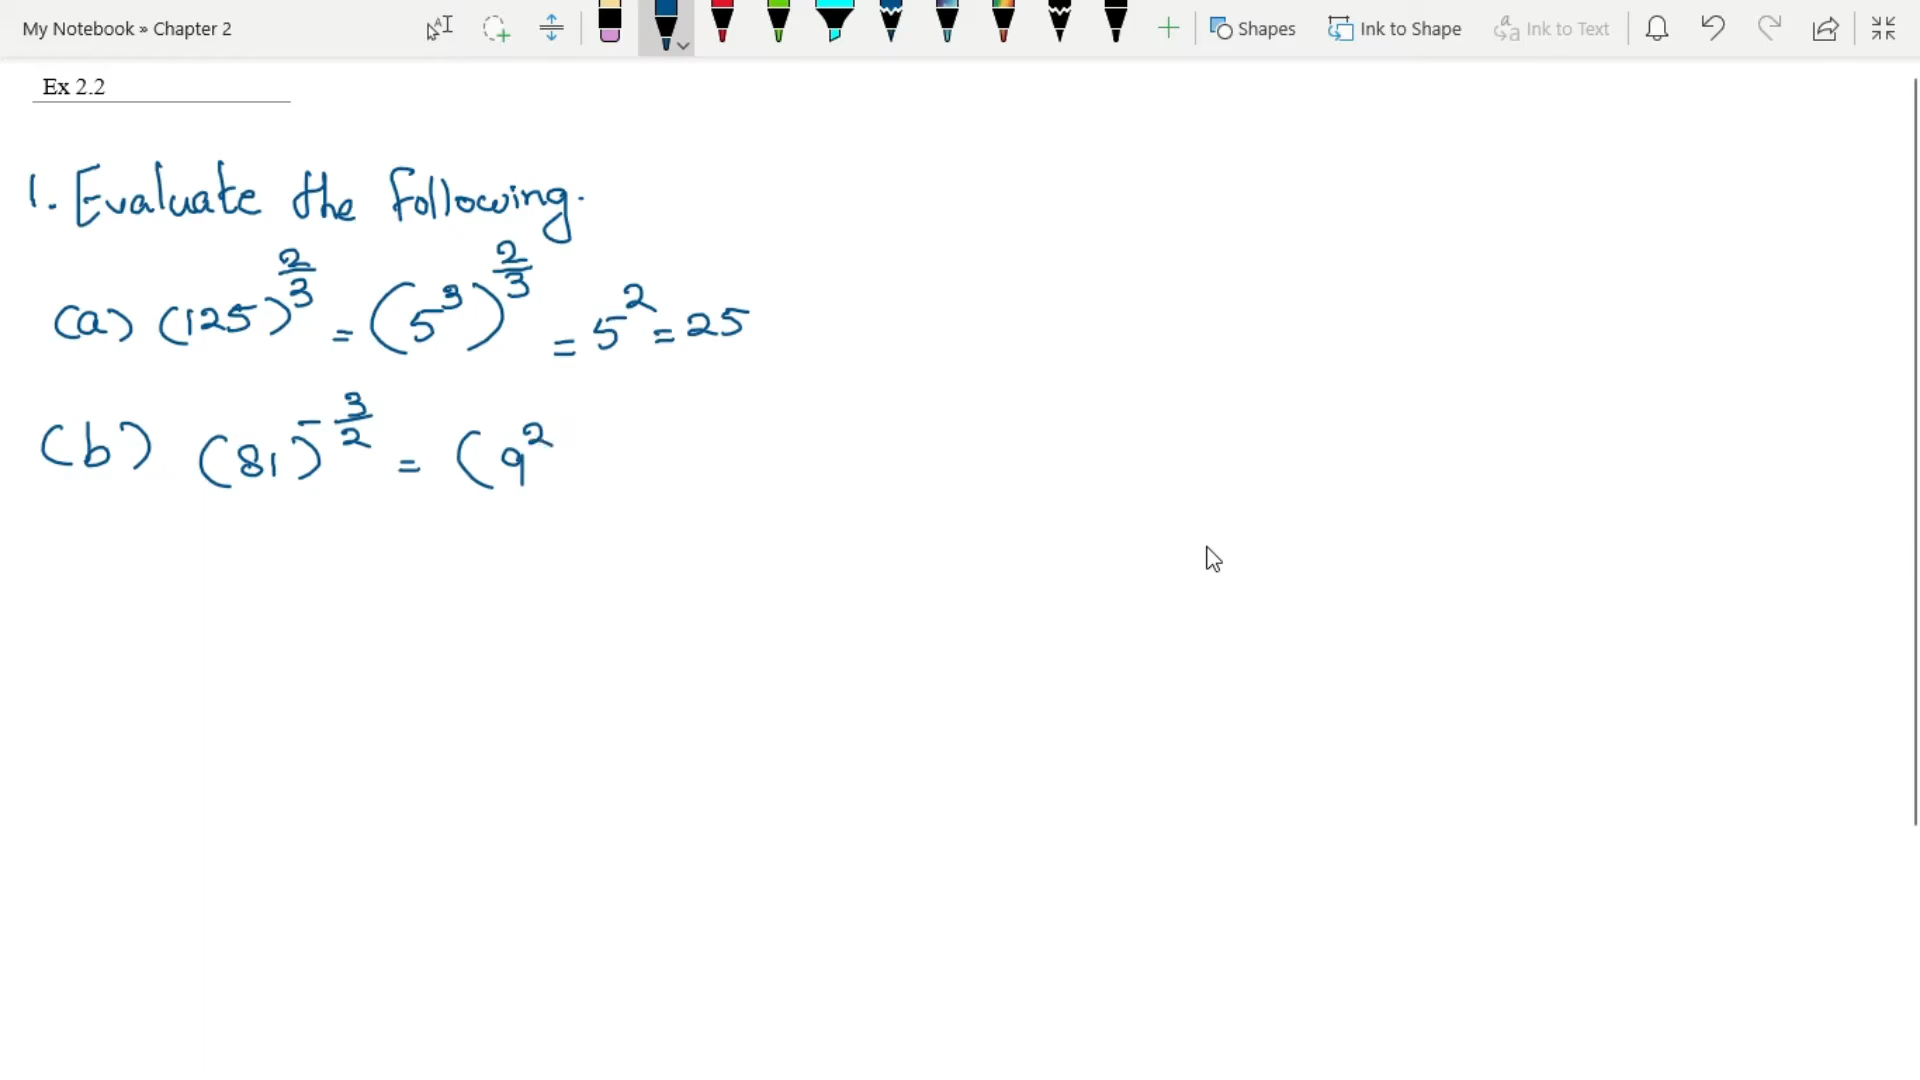 My Notebook » Chapter 2 Shapes Ink to Shape Ink to Text
Ex 2.2
1. Evaluate the following.
(a) (125)^{2/3} = (5^3)^{2/3} = 5^2 = 25
(b) (81)^{-3/2} = (9^2